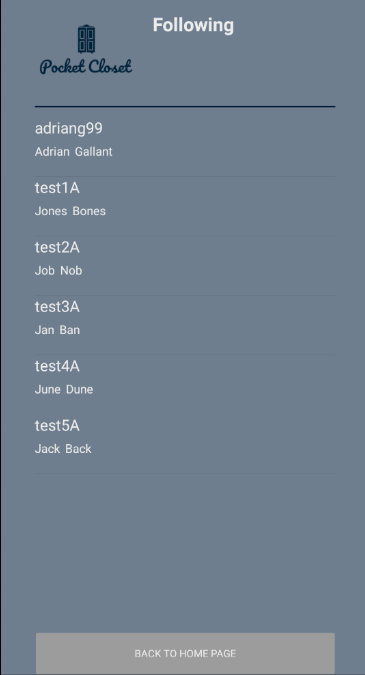 Following
Pocket Closet
adriang99
Adrian Gallant
test1A
Jones Bones
test2A
Job Nob
test3A
Jan Ban
test4A
June Dune
test5A
Jack Back
BACK TO HOME PAGE